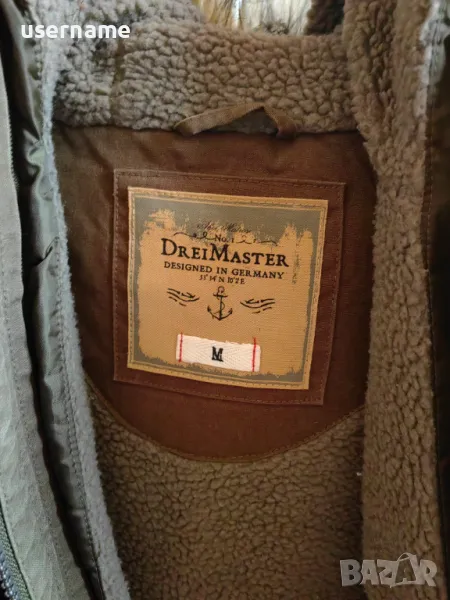 username
No. 1
DREIMASTER
DESIGNED IN GERMANY
M
BAZAR